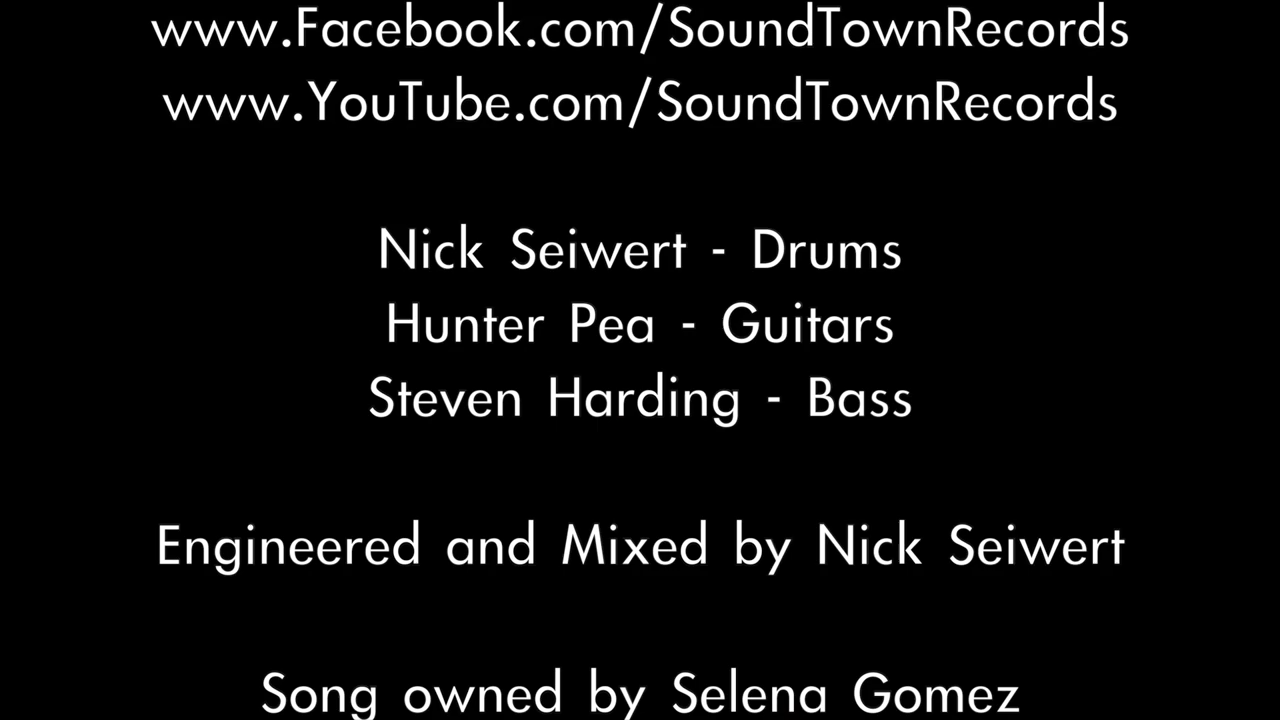 www.Facebook.com/SoundTownRecords
www.YouTube.com/SoundTownRecords
Nick Seiwert - Drums
Hunter Pea - Guitars
Steven Harding - Bass
Engineered and Mixed by Nick Seiwert
Song owned by Selena Gomez